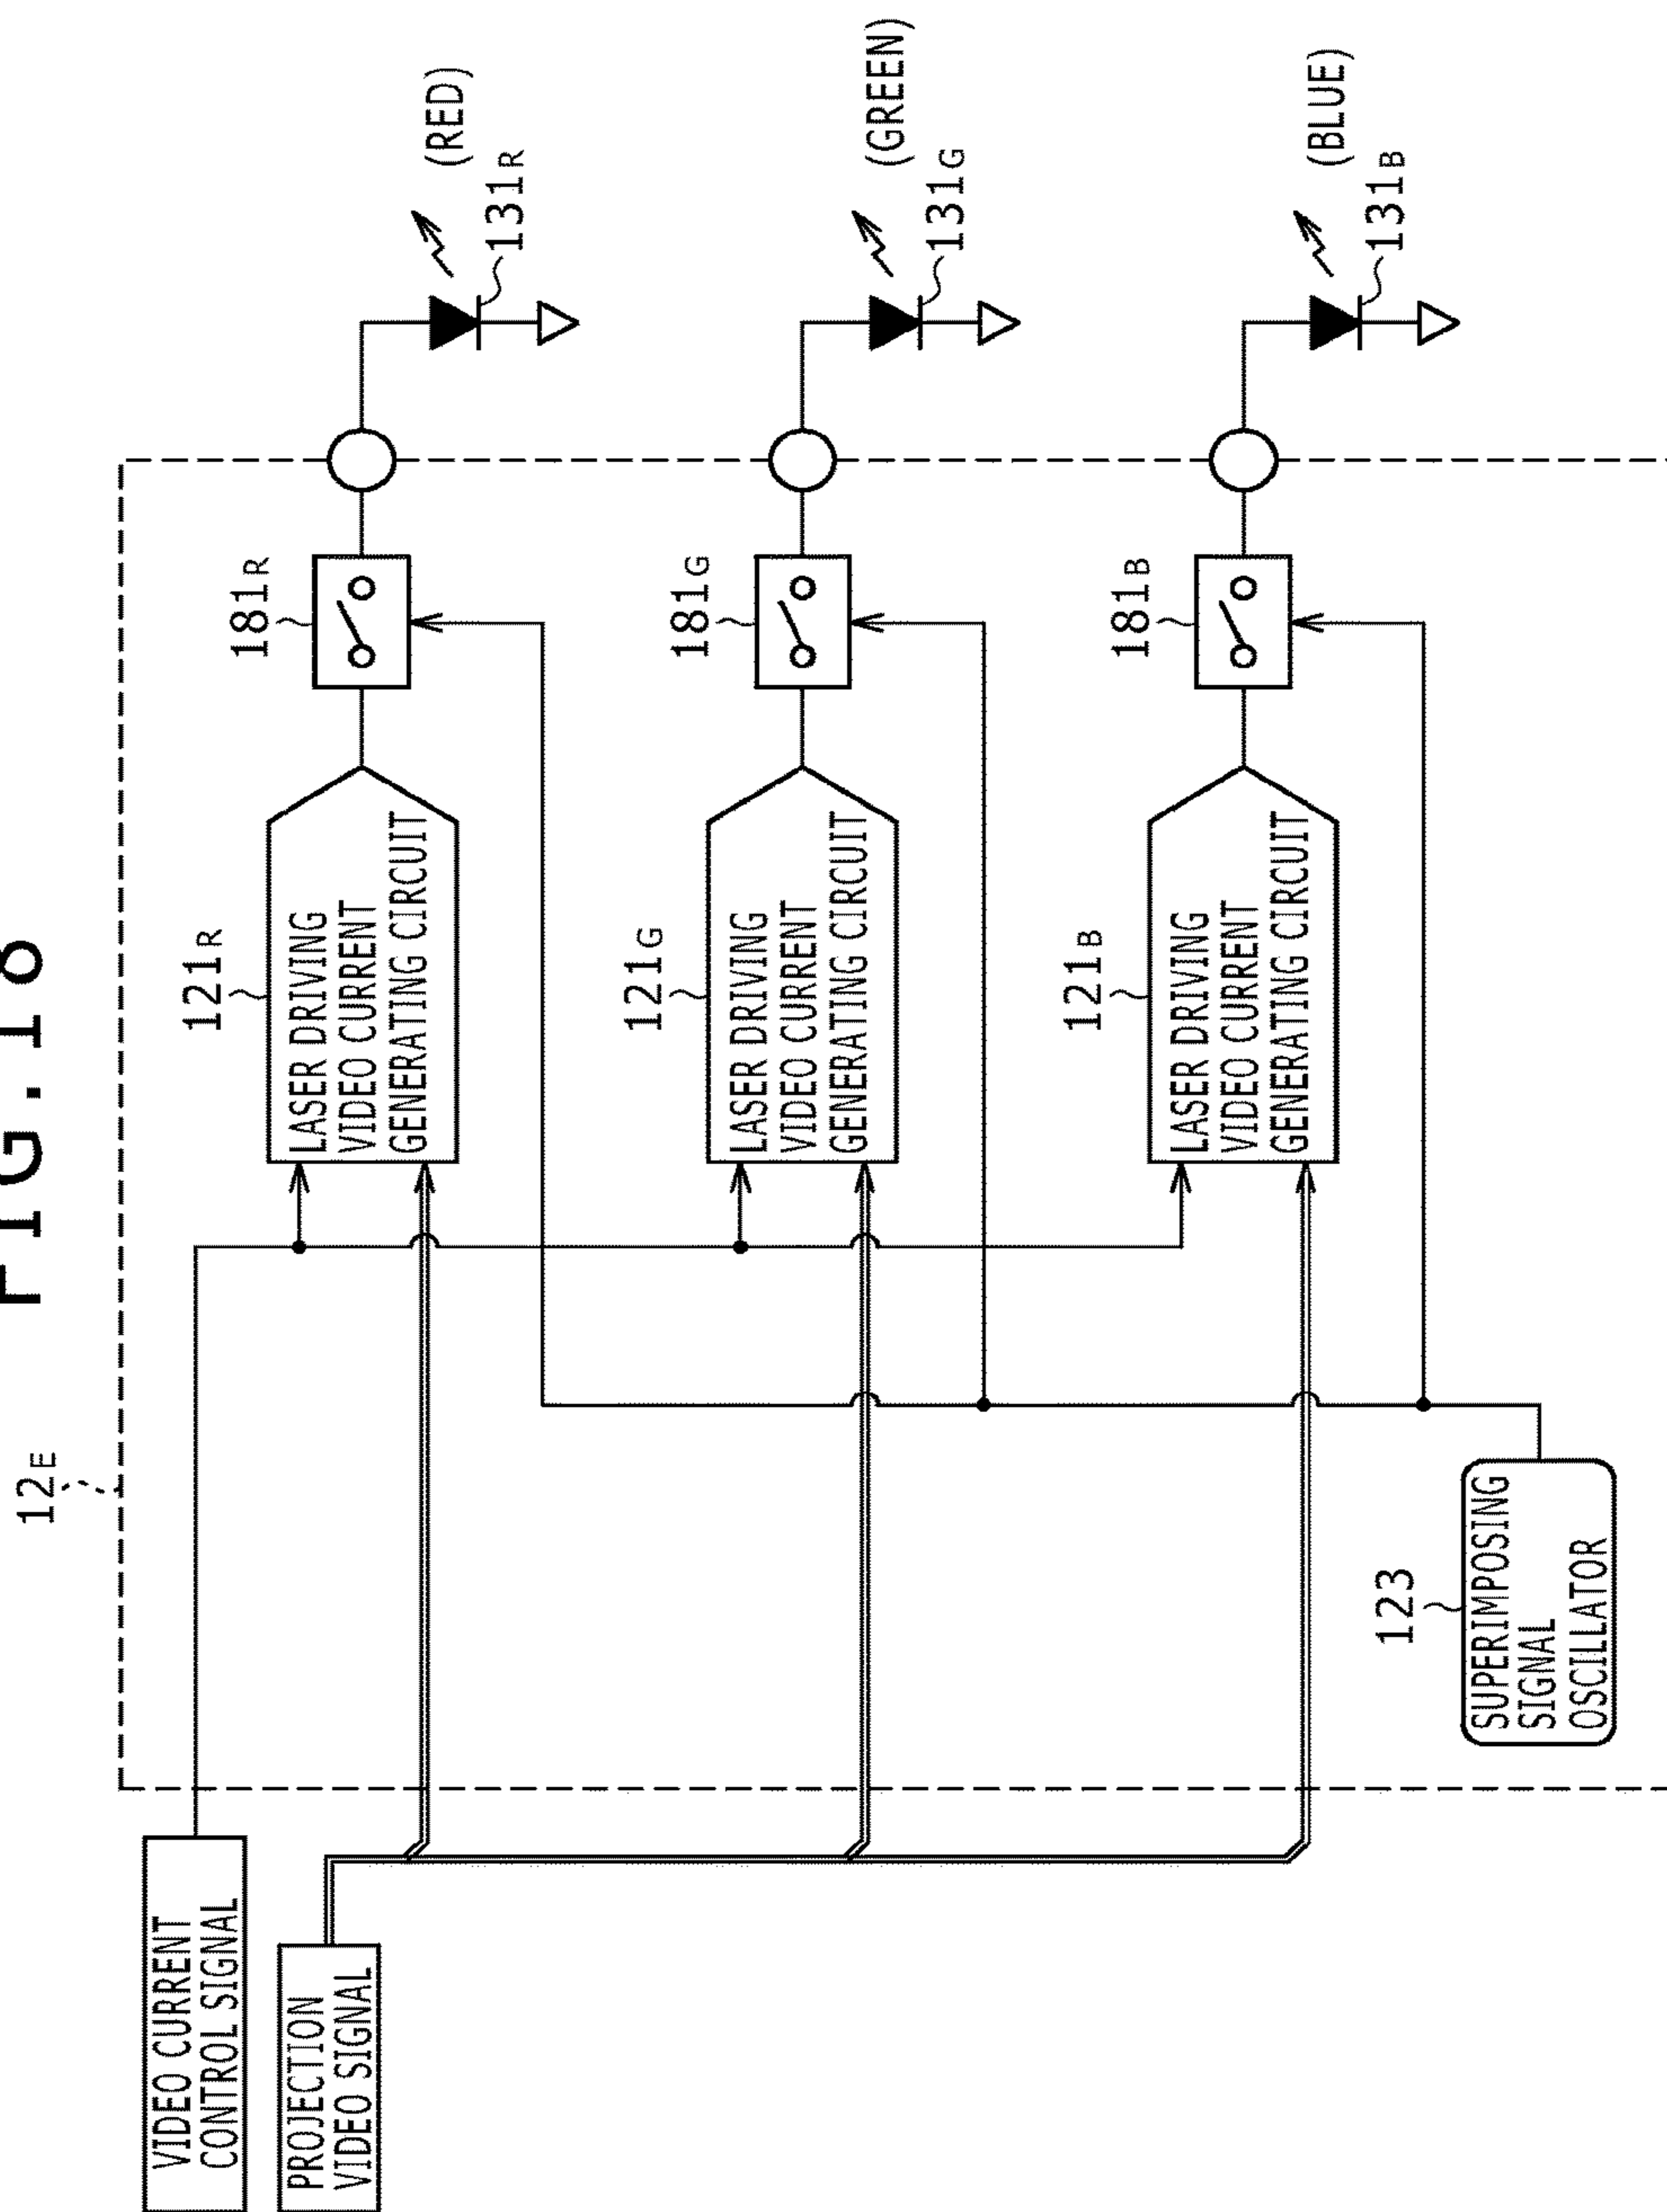 FIG.18
12E
VIDEO CURRENT
CONTROL SIGNAL
PROJECTION
VIDEO SIGNAL
121R
LASER DRIVING
VIDEO CURRENT
GENERATING CIRCUIT
181R
(RED)
131R
121G
LASER DRIVING
VIDEO CURRENT
GENERATING CIRCUIT
181G
(GREEN)
131G
121B
LASER DRIVING
VIDEO CURRENT
GENERATING CIRCUIT
181B
(BLUE)
131B
123
SUPERIMPOSING
SIGNAL
OSCILLATOR